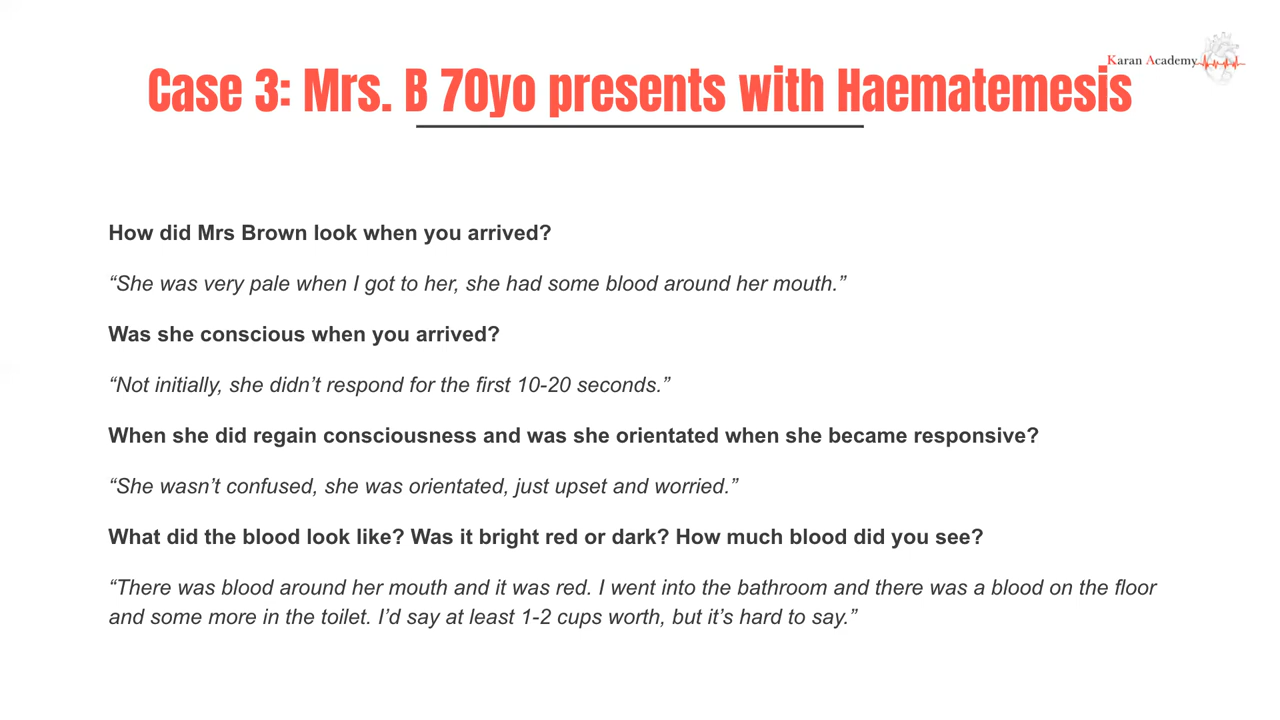 Karan Academy
Case 3: Mrs. B 70yo presents with Haematemesis
How did Mrs Brown look when you arrived?
“She was very pale when I got to her, she had some blood around her mouth.”
Was she conscious when you arrived?
“Not initially, she didn’t respond for the first 10-20 seconds.”
When she did regain consciousness and was she orientated when she became responsive?
“She wasn’t confused, she was orientated, just upset and worried.”
What did the blood look like? Was it bright red or dark? How much blood did you see?
“There was blood around her mouth and it was red. I went into the bathroom and there was a blood on the floor
and some more in the toilet. I’d say at least 1-2 cups worth, but it’s hard to say.”